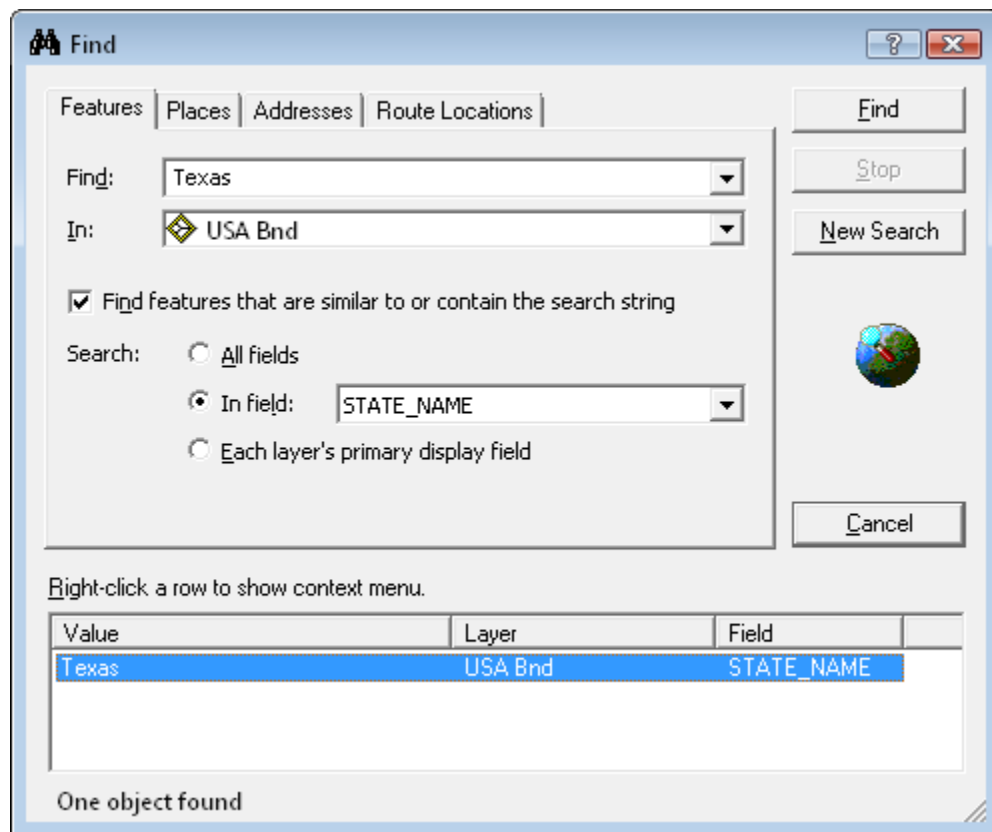 Find
Features Places Addresses Route Locations
Find
Find: Texas
Stop
In: USA Bnd
New Search
Find features that are similar to or contain the search string
Search: All fields
In field: STATE_NAME
Each layer's primary display field
Cancel
Right-click a row to show context menu.
Value Layer Field
Texas USA Bnd STATE_NAME
One object found